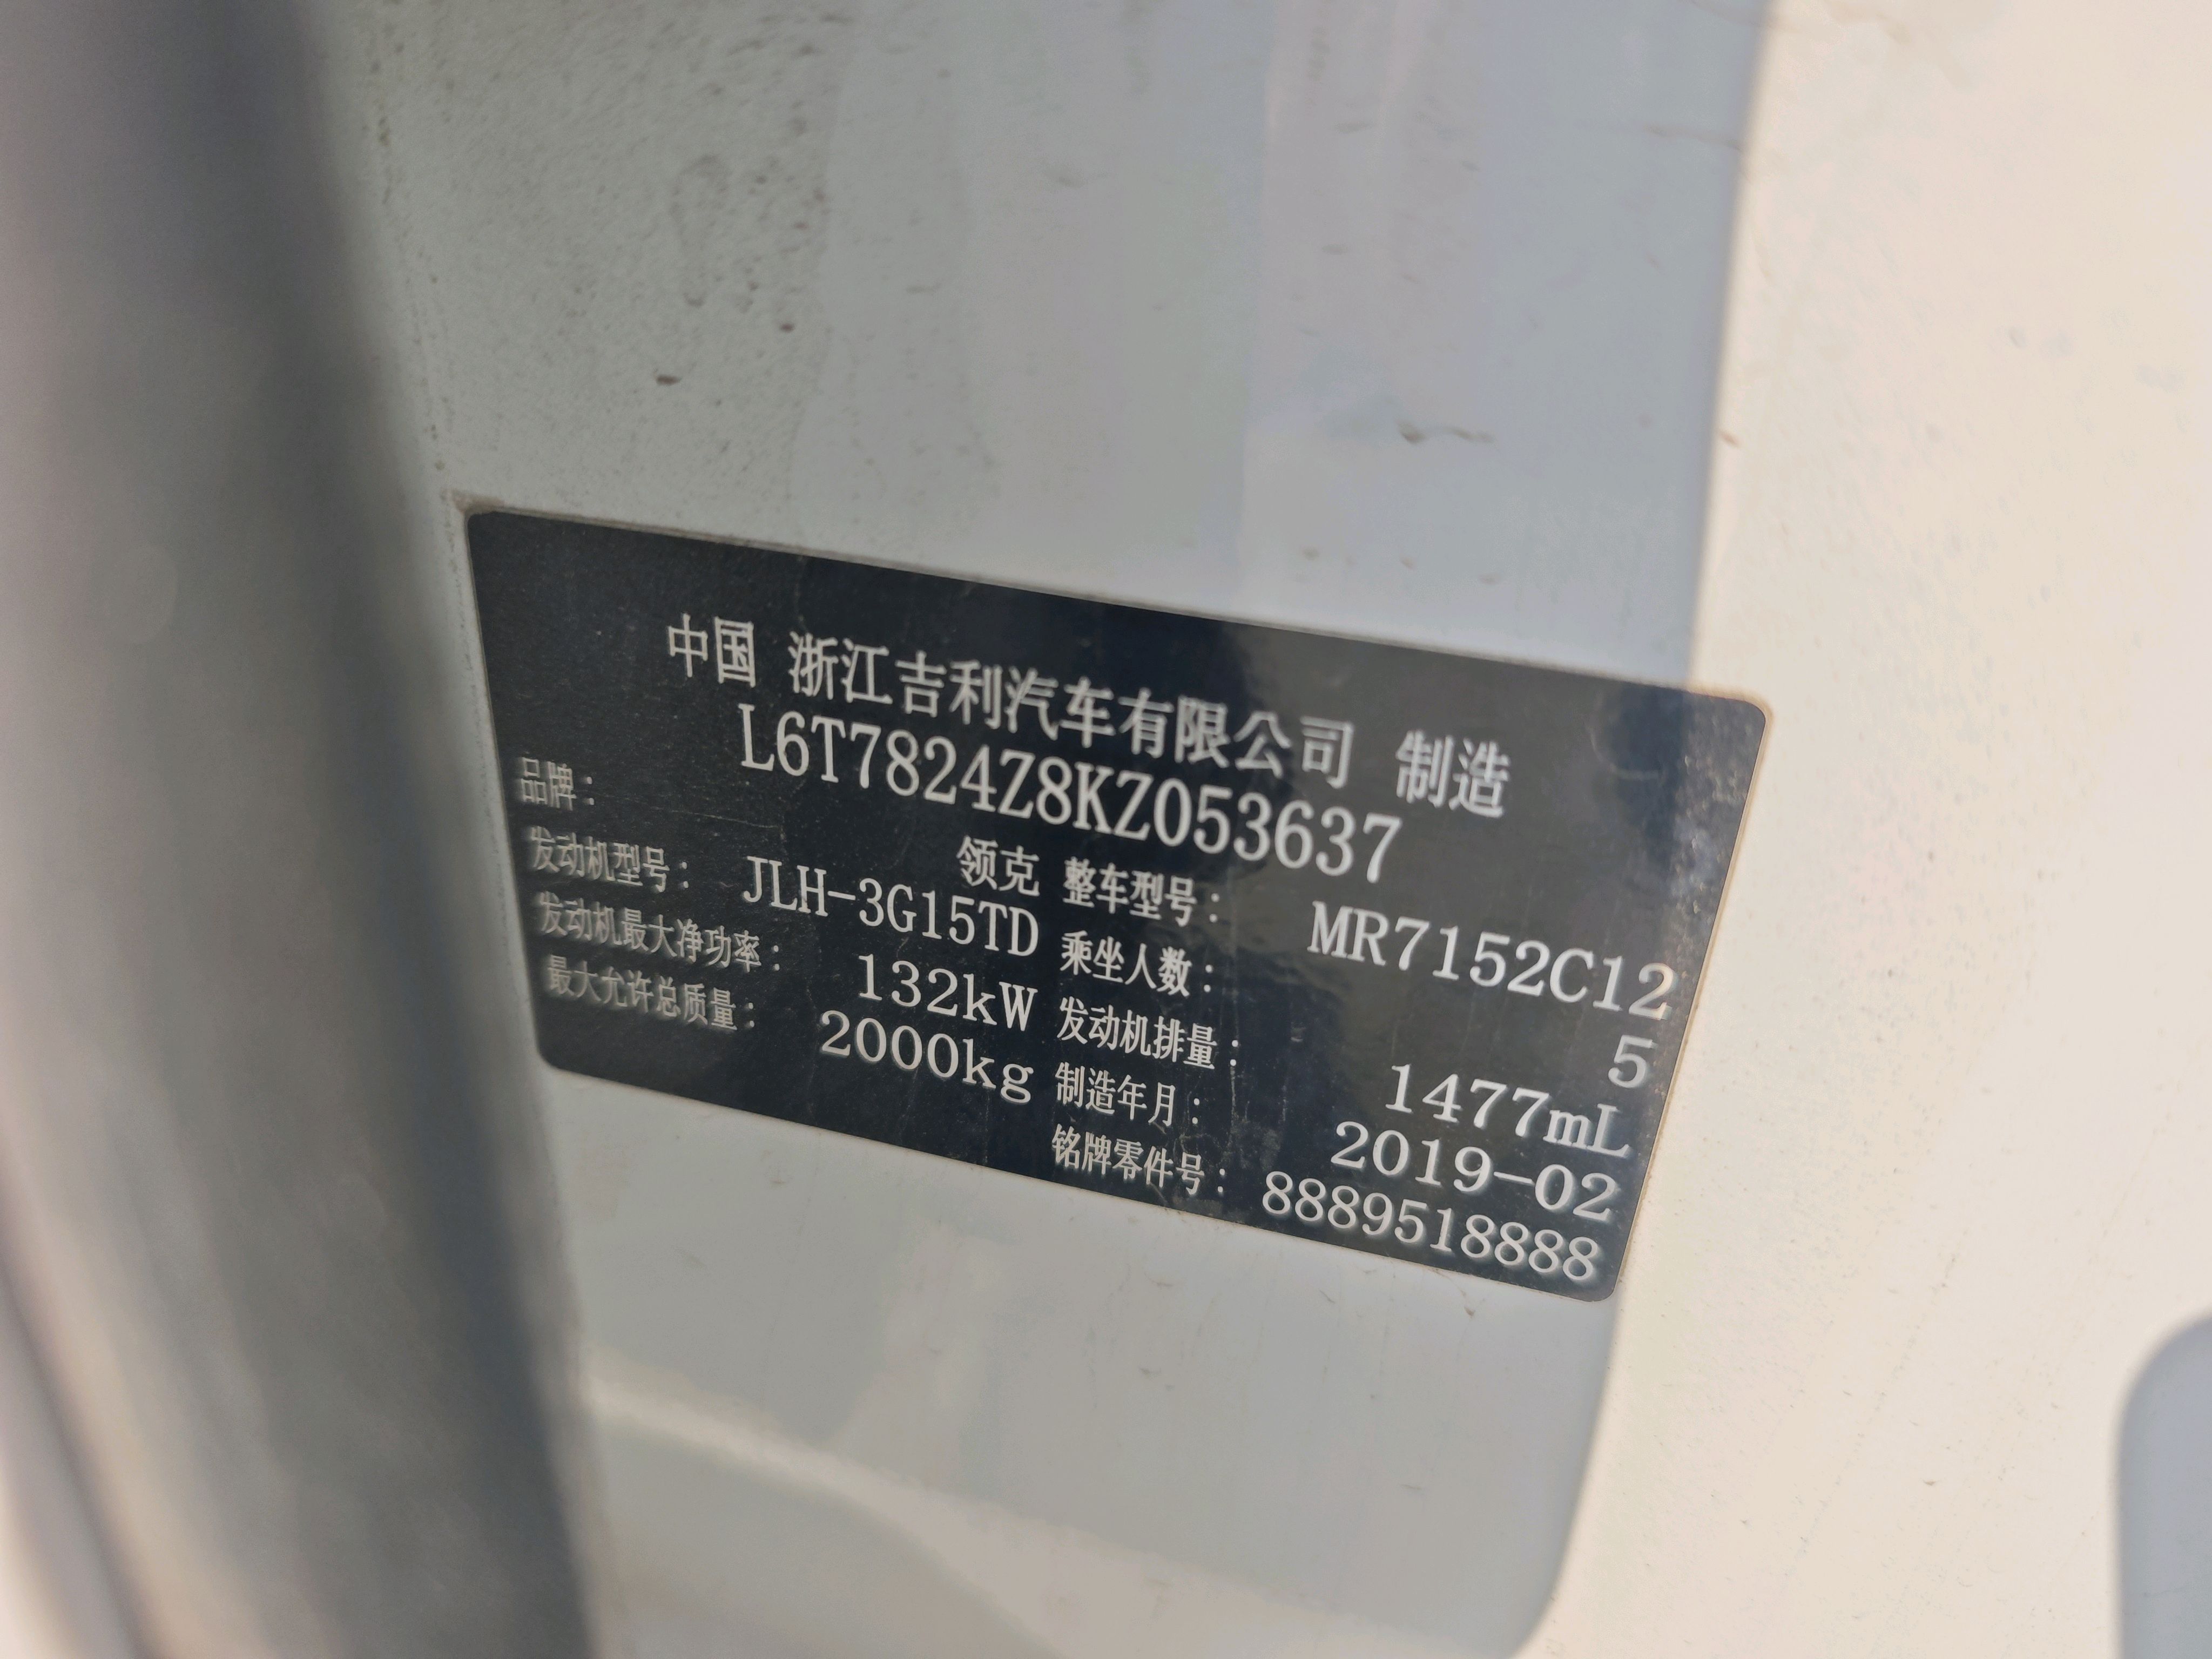 中国 浙江吉利汽车有限公司 制造
L6T7824Z8KZ053637
品牌： 领克 整车型号： MR7152C12
发动机型号： JLH-3G15TD 乘坐人数： 5
发动机最大净功率： 132kW 发动机排量： 1477mL
最大允许总质量： 2000kg 制造年月： 2019-02
铭牌零件号： 8889518888